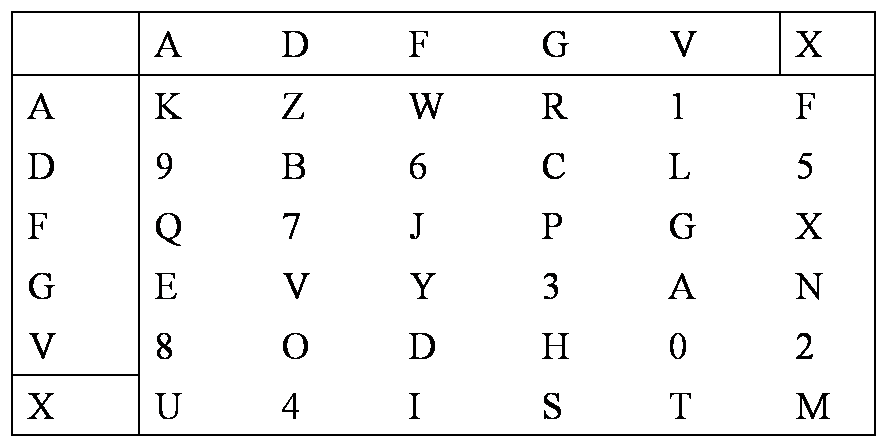 A D F G V X
A K Z W R 1 F
D 9 B 6 C L 5
F Q 7 J P G X
G E V Y 3 A N
V 8 O D H 0 2
X U 4 I S T M